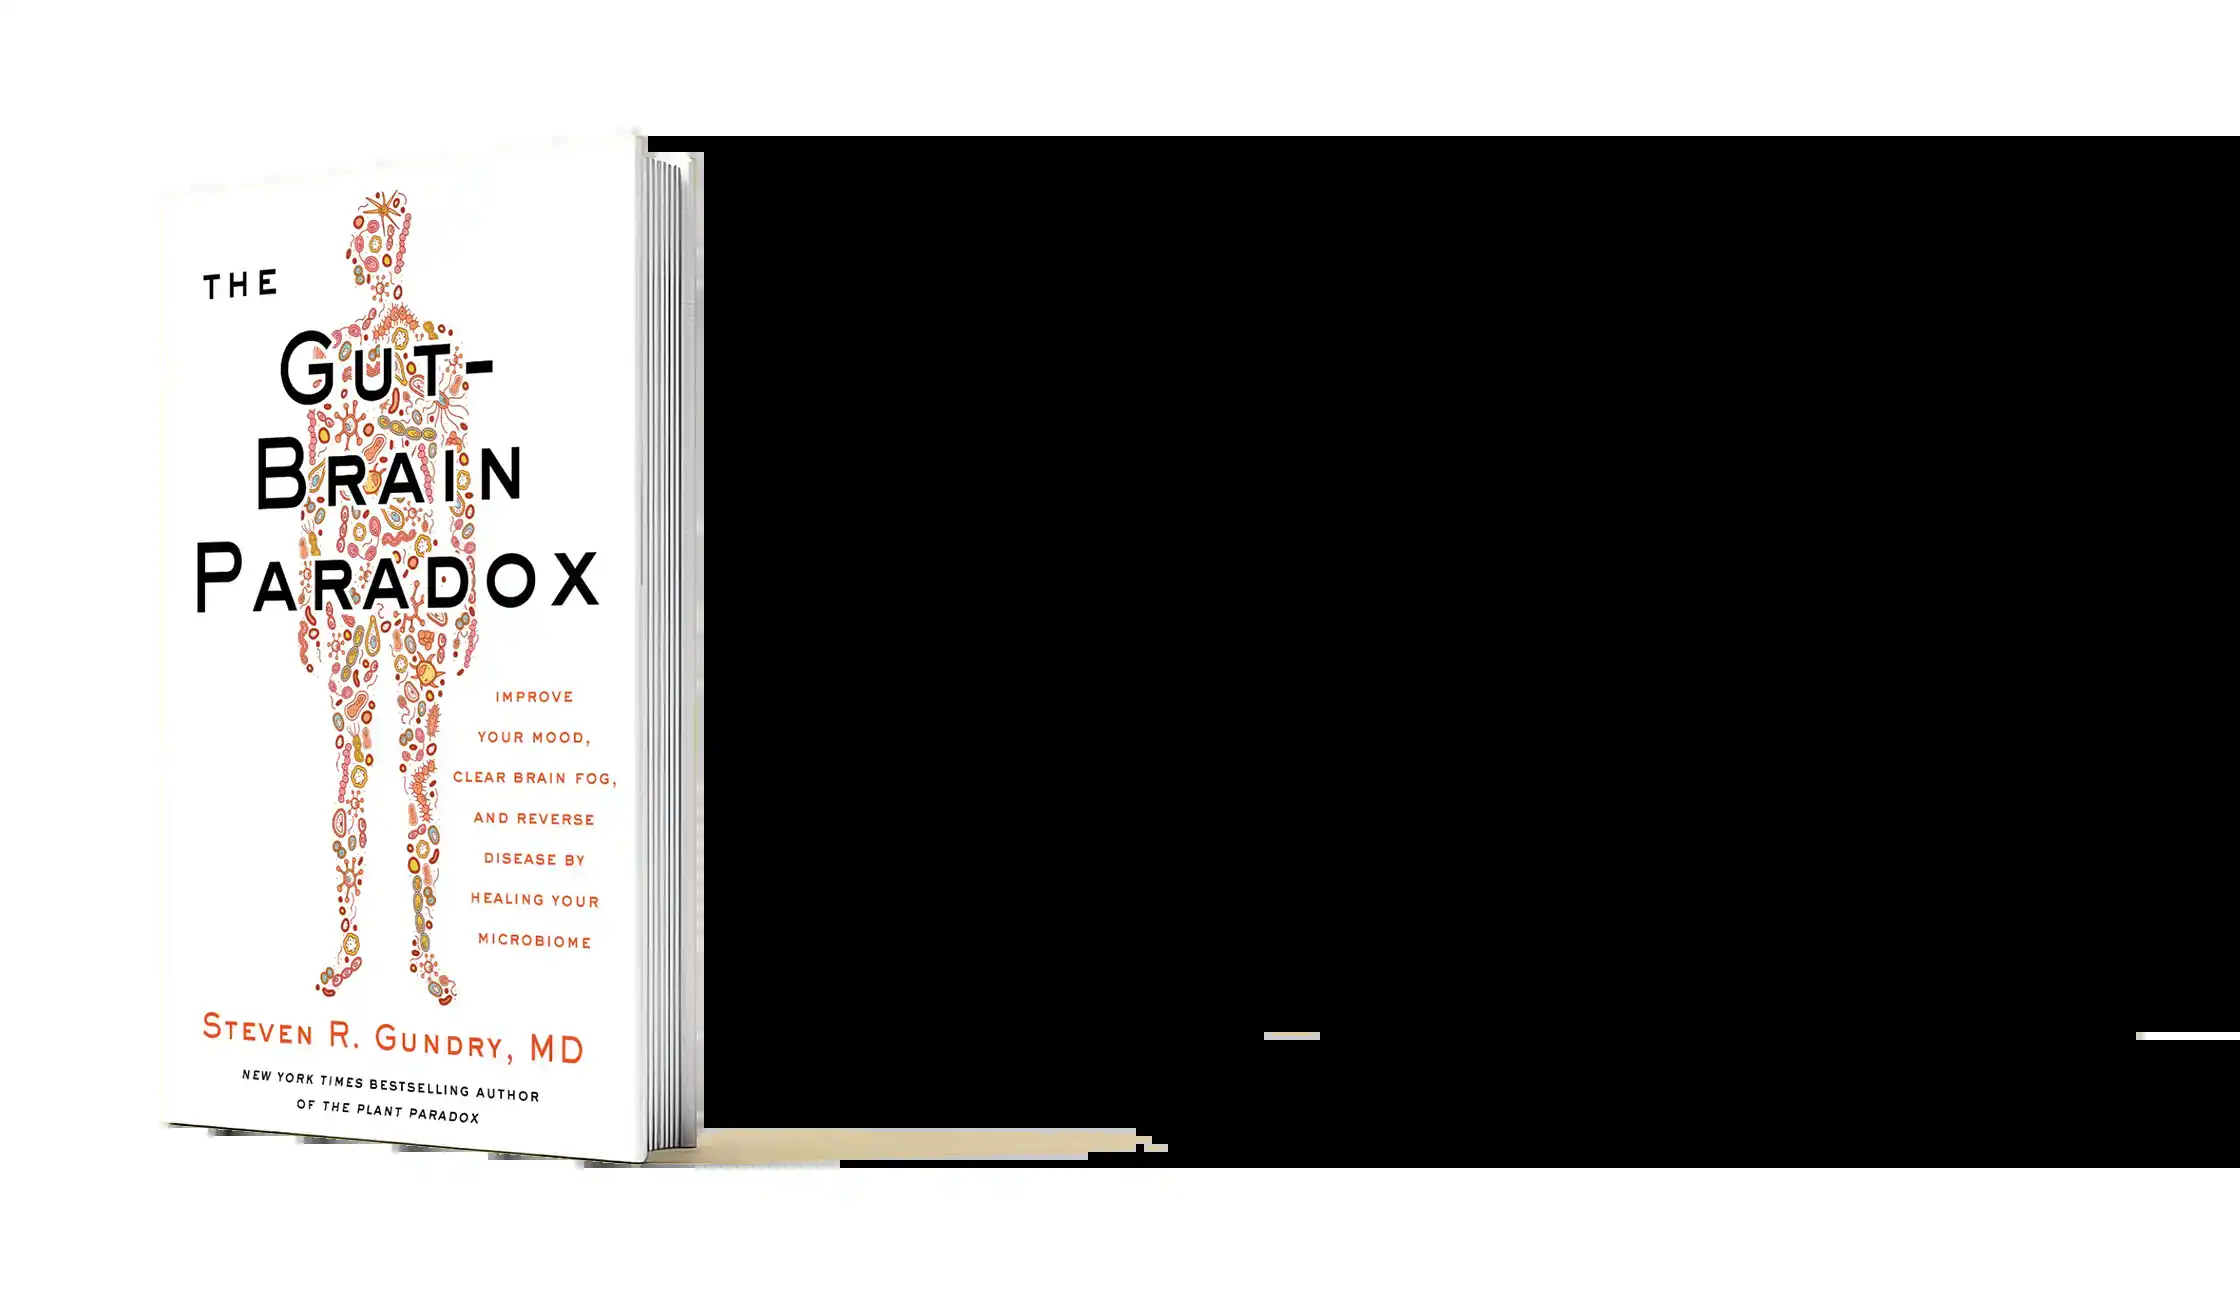 THE
GUT-
BRAIN
PARADOX
IMPROVE
YOUR MOOD,
CLEAR BRAIN FOG,
AND REVERSE
DISEASE BY
HEALING YOUR
MICROBIOME
STEVEN R. GUNDRY, MD
NEW YORK TIMES BESTSELLING AUTHOR
OF THE PLANT PARADOX